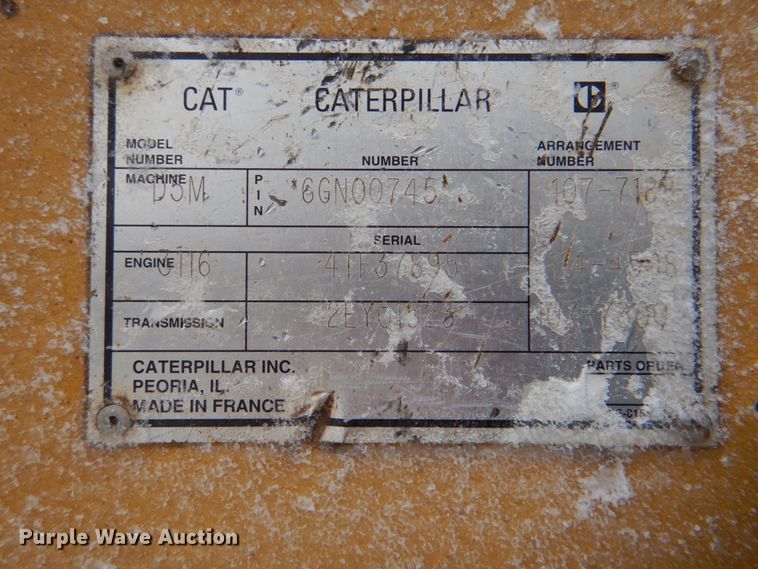 CAT® CATERPILLAR® ®
MODEL NUMBER NUMBER ARRANGEMENT NUMBER
MACHINE D5M PIN 6GN00745
SERIAL
ENGINE 3116
TRANSMISSION
CATERPILLAR INC. PARTS ORDER
PEORIA, IL.
MADE IN FRANCE
Purple Wave Auction